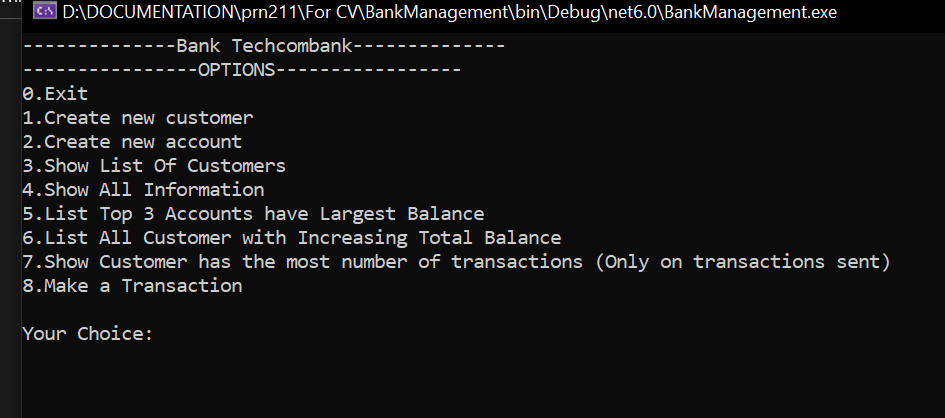 D:\DOCUMENTATION\prn211\For CV\BankManagement\bin\Debug\net6.0\BankManagement.exe
--------------Bank Techcombank--------------
----------------OPTIONS-----------------
0.Exit
1.Create new customer
2.Create new account
3.Show List Of Customers
4.Show All Information
5.List Top 3 Accounts have Largest Balance
6.List All Customer with Increasing Total Balance
7.Show Customer has the most number of transactions (Only on transactions sent)
8.Make a Transaction
Your Choice: